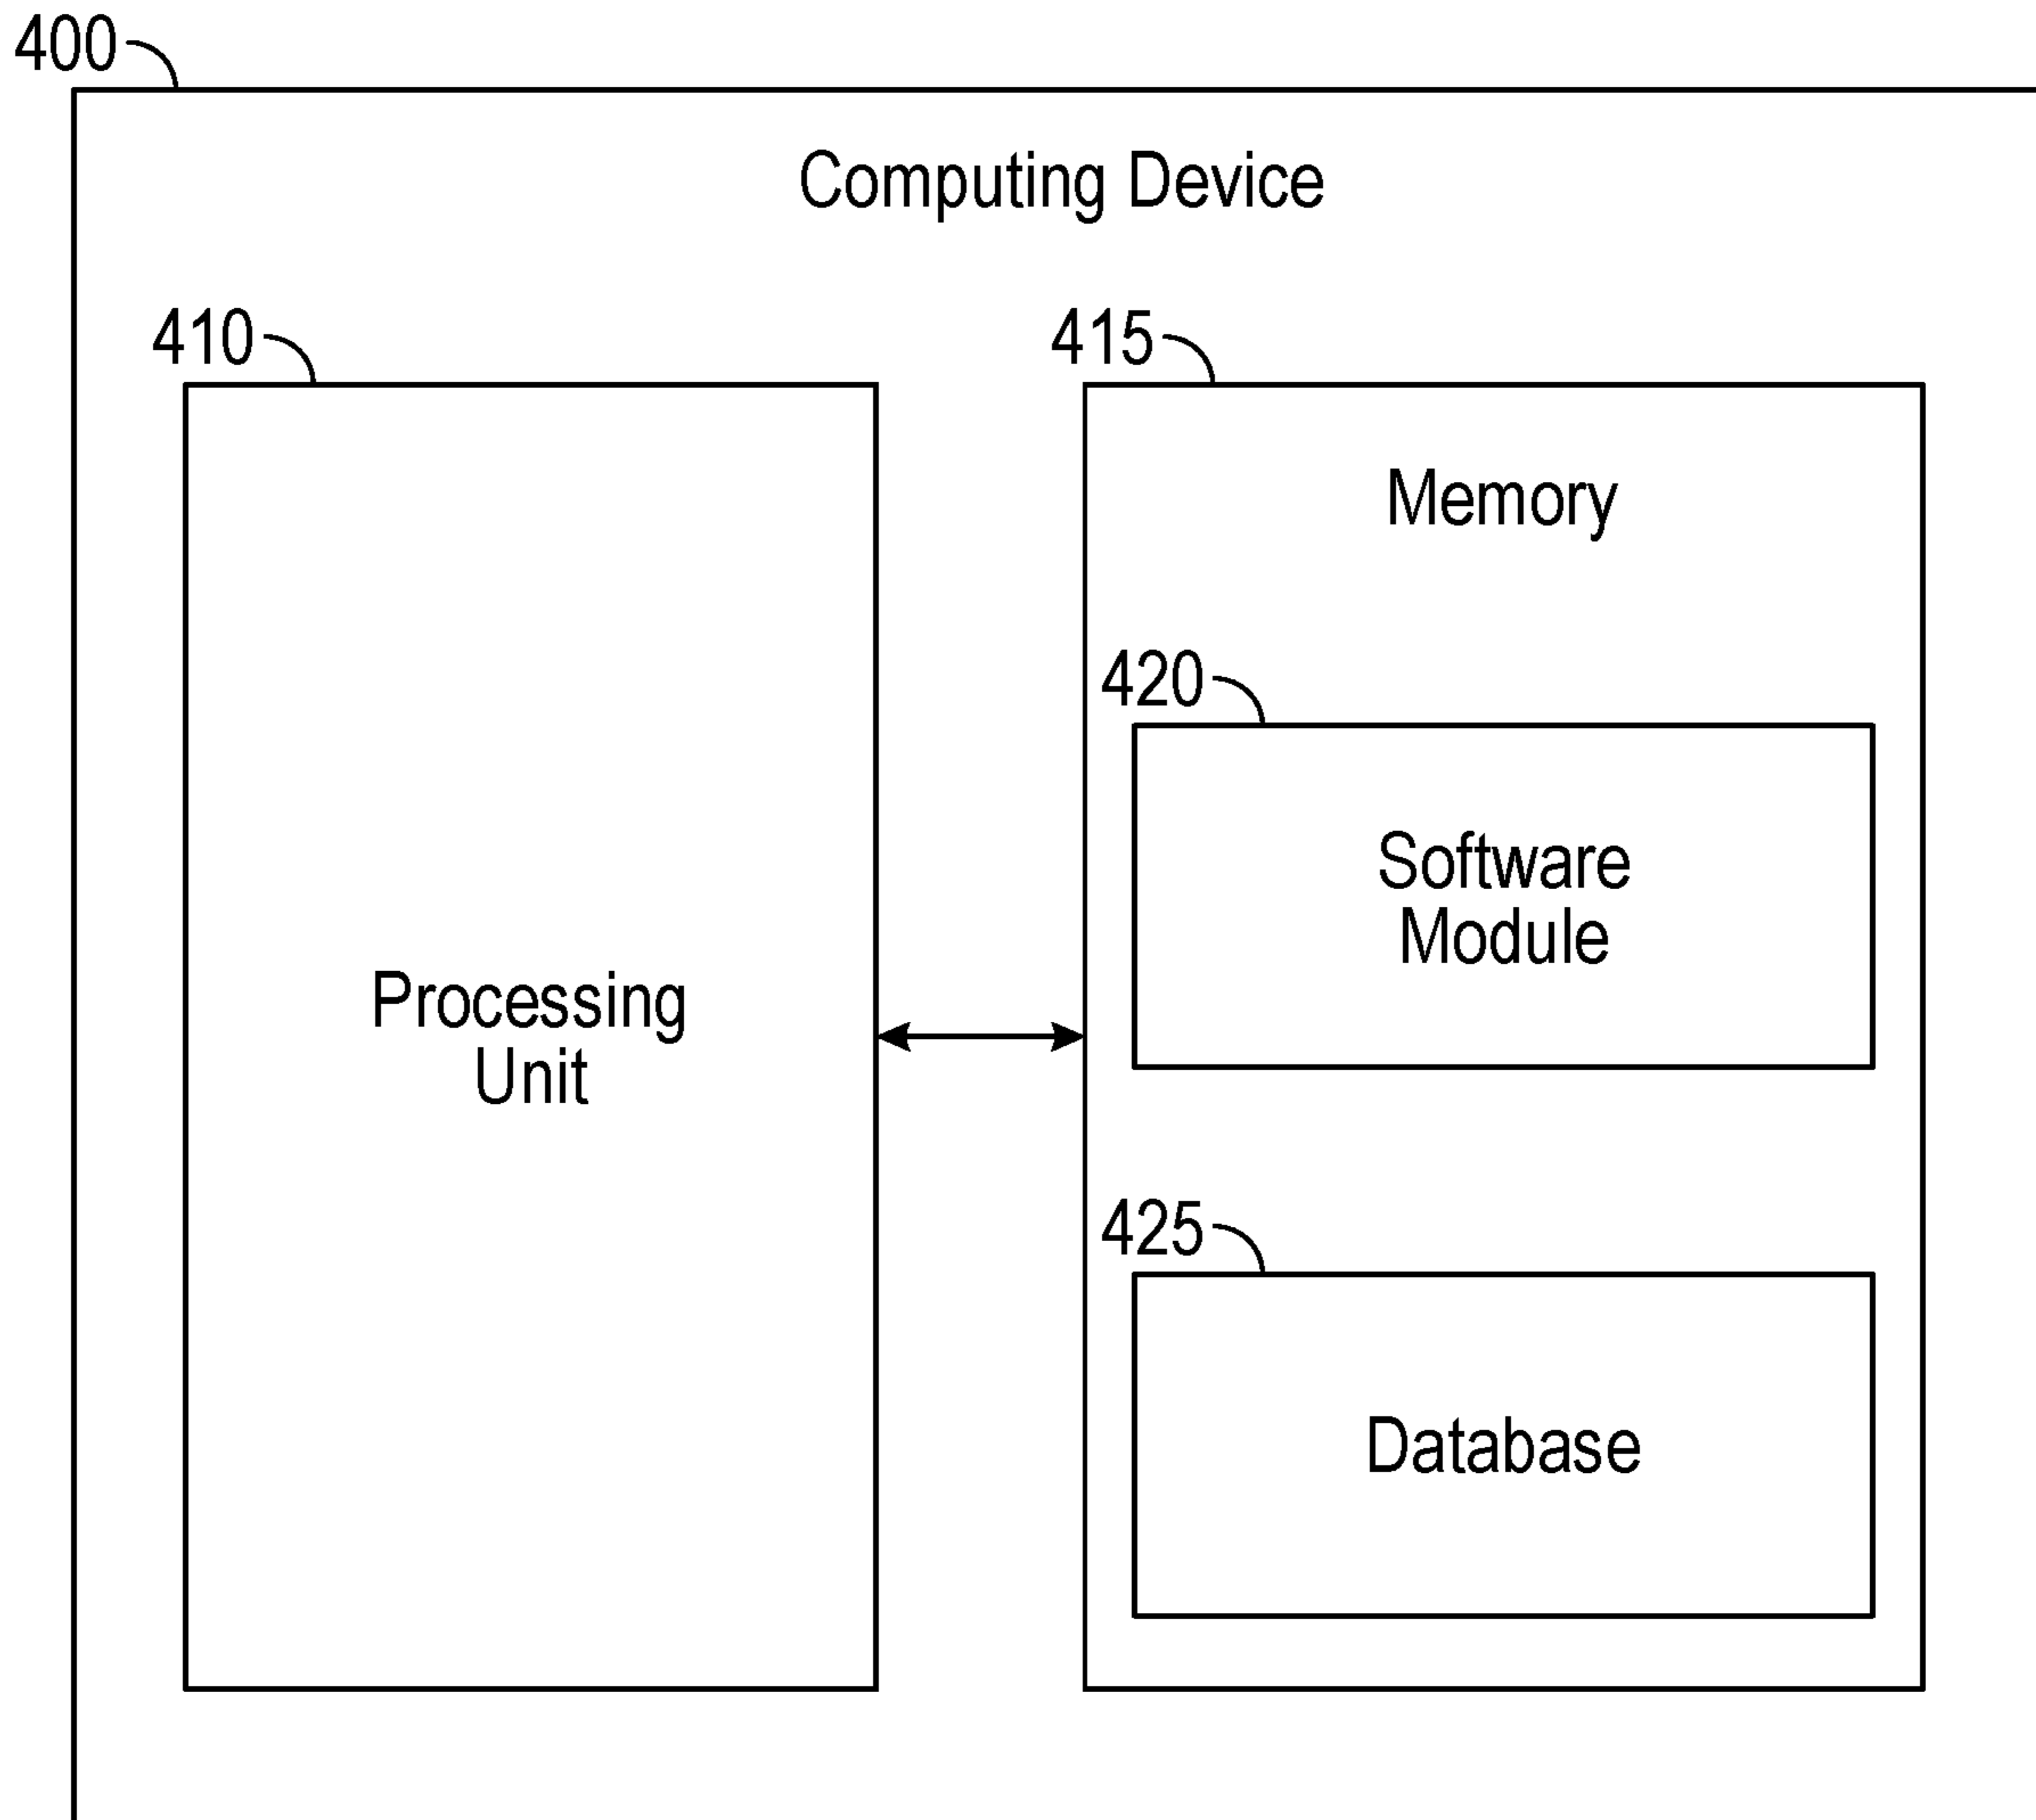 400
Computing Device
410
415
Memory
420
Software
Module
Processing
Unit
425
Database